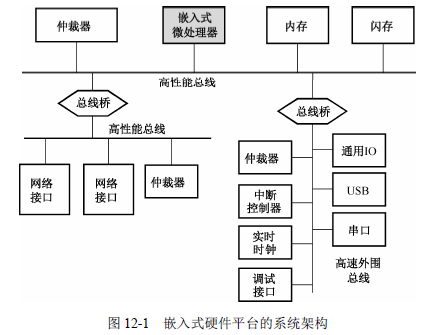 仲裁器
嵌入式
微处理器
内存
闪存
高性能总线
总线桥
总线桥
高性能总线
网络
接口
网络
接口
仲裁器
仲裁器
通用IO
中断
控制器
USB
实时
时钟
串口
调试
接口
高速外围
总线
图 12-1 嵌入式硬件平台的系统架构